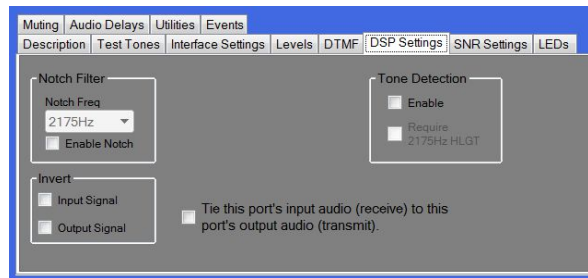 Muting Audio Delays Utilities Events
Description Test Tones Interface Settings Levels DTMF DSP Settings SNR Settings LEDs
Notch Filter
Notch Freq
2175Hz
Enable Notch
Tone Detection
Enable
Require
2175Hz HLGT
Invert
Input Signal
Output Signal
Tie this port's input audio (receive) to this
port's output audio (transmit).